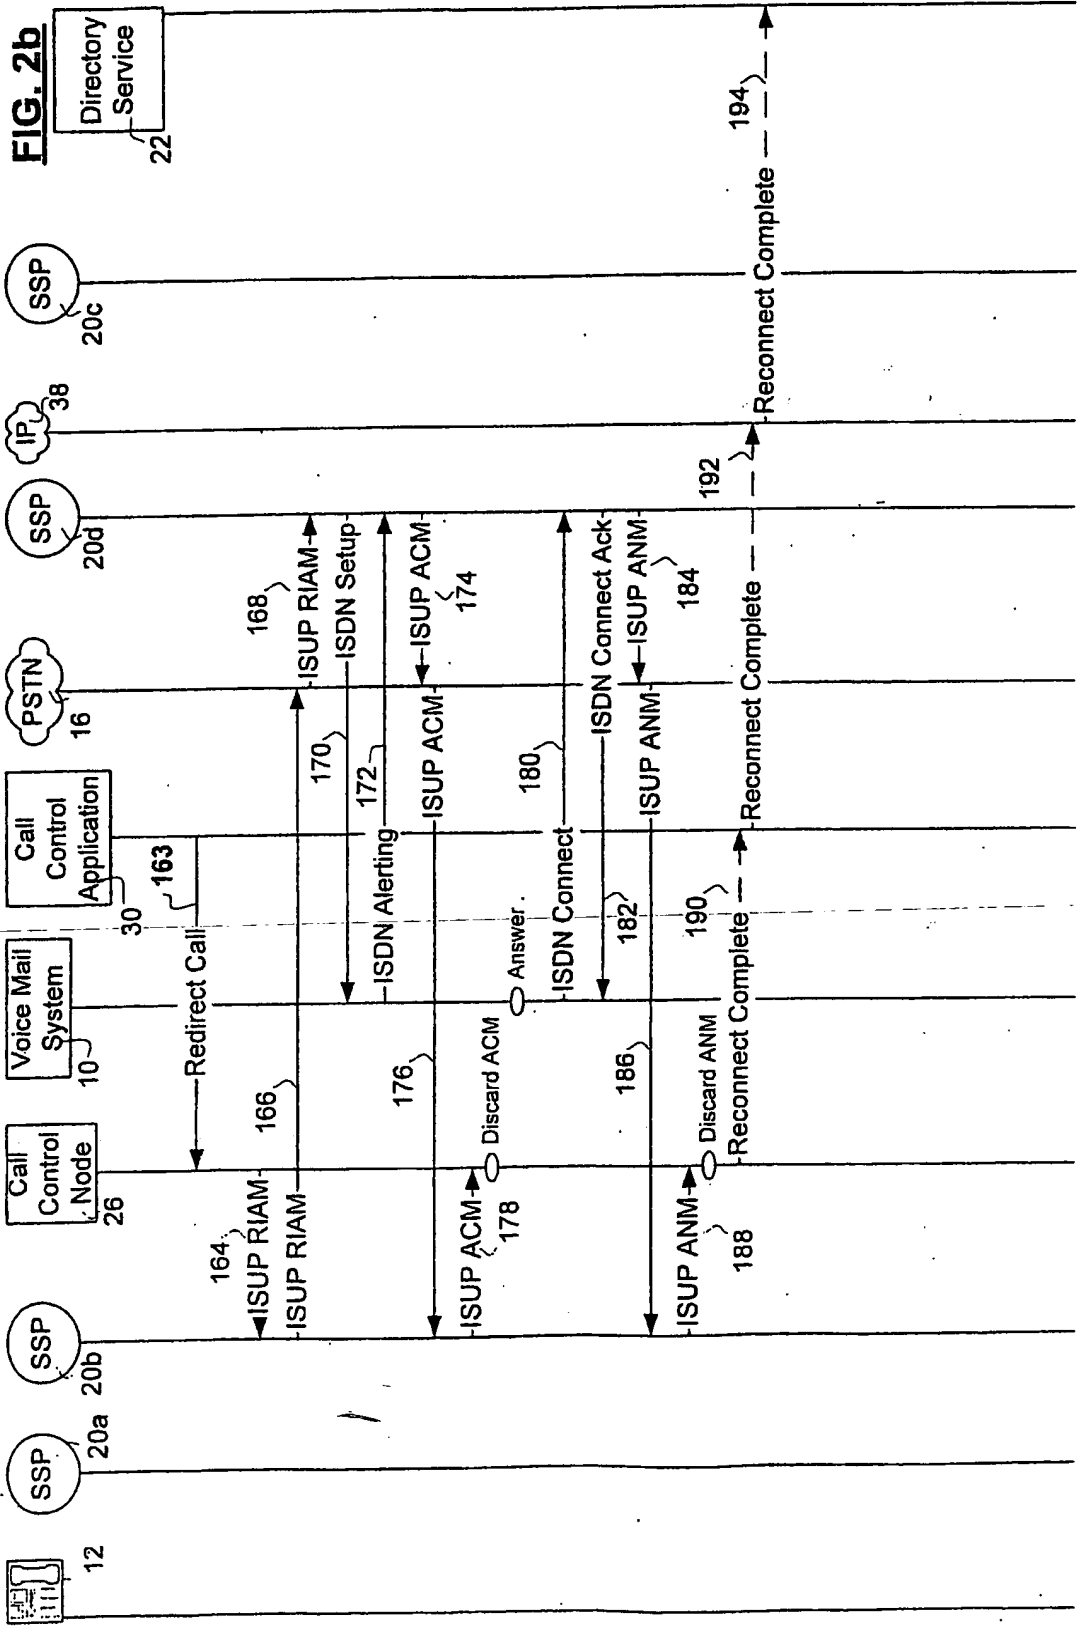 FIG. 2b
12
SSP
20a
SSP
20b
Call
Control
Node
26
Voice Mail
System
10
Call
Control
Application
30
PSTN
16
SSP
20d
IP
38
SSP
20c
Directory
Service
22
163
Redirect Call
164
ISUP RIAM
166
ISUP RIAM
168
ISUP RIAM
170
ISDN Setup
172
ISDN Alerting
174
ISUP ACM
176
ISUP ACM
178
ISUP ACM
Discard ACM
Answer
180
ISDN Connect
182
ISDN Connect Ack
184
ISUP ANM
186
ISUP ANM
188
ISUP ANM
Discard ANM
190
Reconnect Complete
192
Reconnect Complete
194
Reconnect Complete